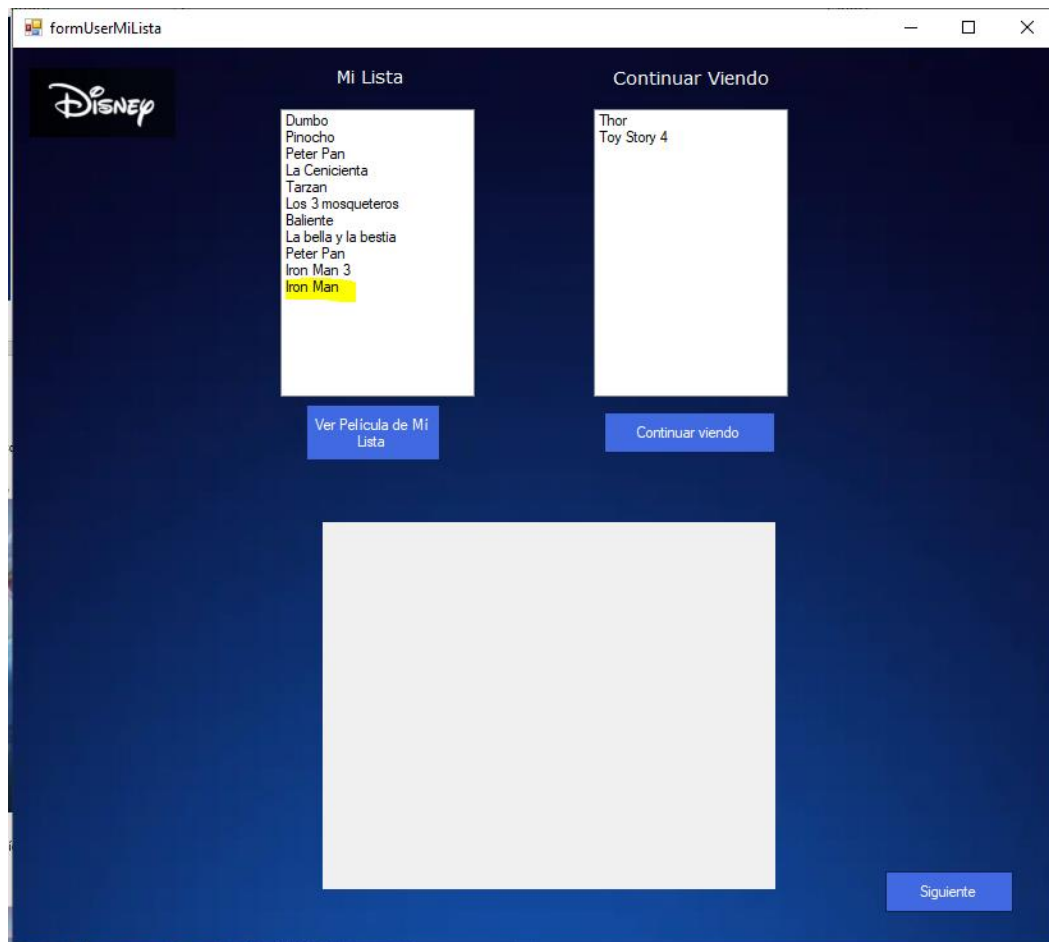 formUserMiLista
Disney
Mi Lista
Continuar Viendo
Dumbo
Pinocho
Peter Pan
La Cenicienta
Tarzan
Los 3 mosqueteros
Baliente
La bella y la bestia
Peter Pan
Iron Man 3
Iron Man
Thor
Toy Story 4
Ver Película de Mí
Lista
Continuar viendo
Siguiente